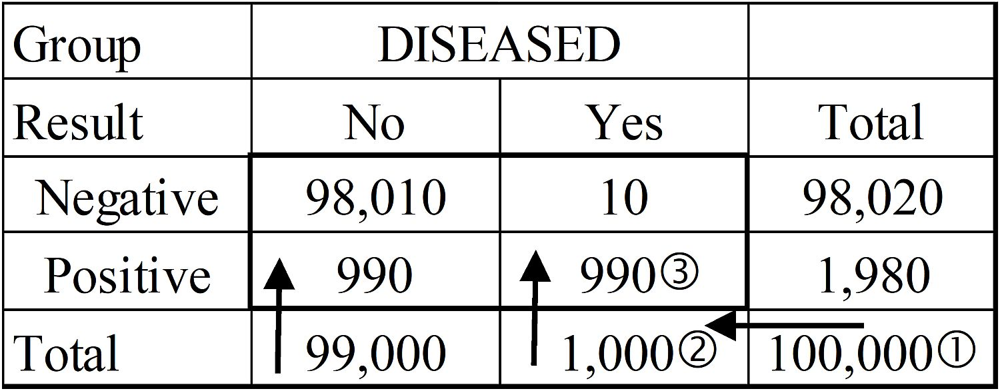 Group DISEASED
Result No Yes Total
Negative 98,010 10 98,020
Positive 990 990③ 1,980
Total 99,000 1,000② 100,000①